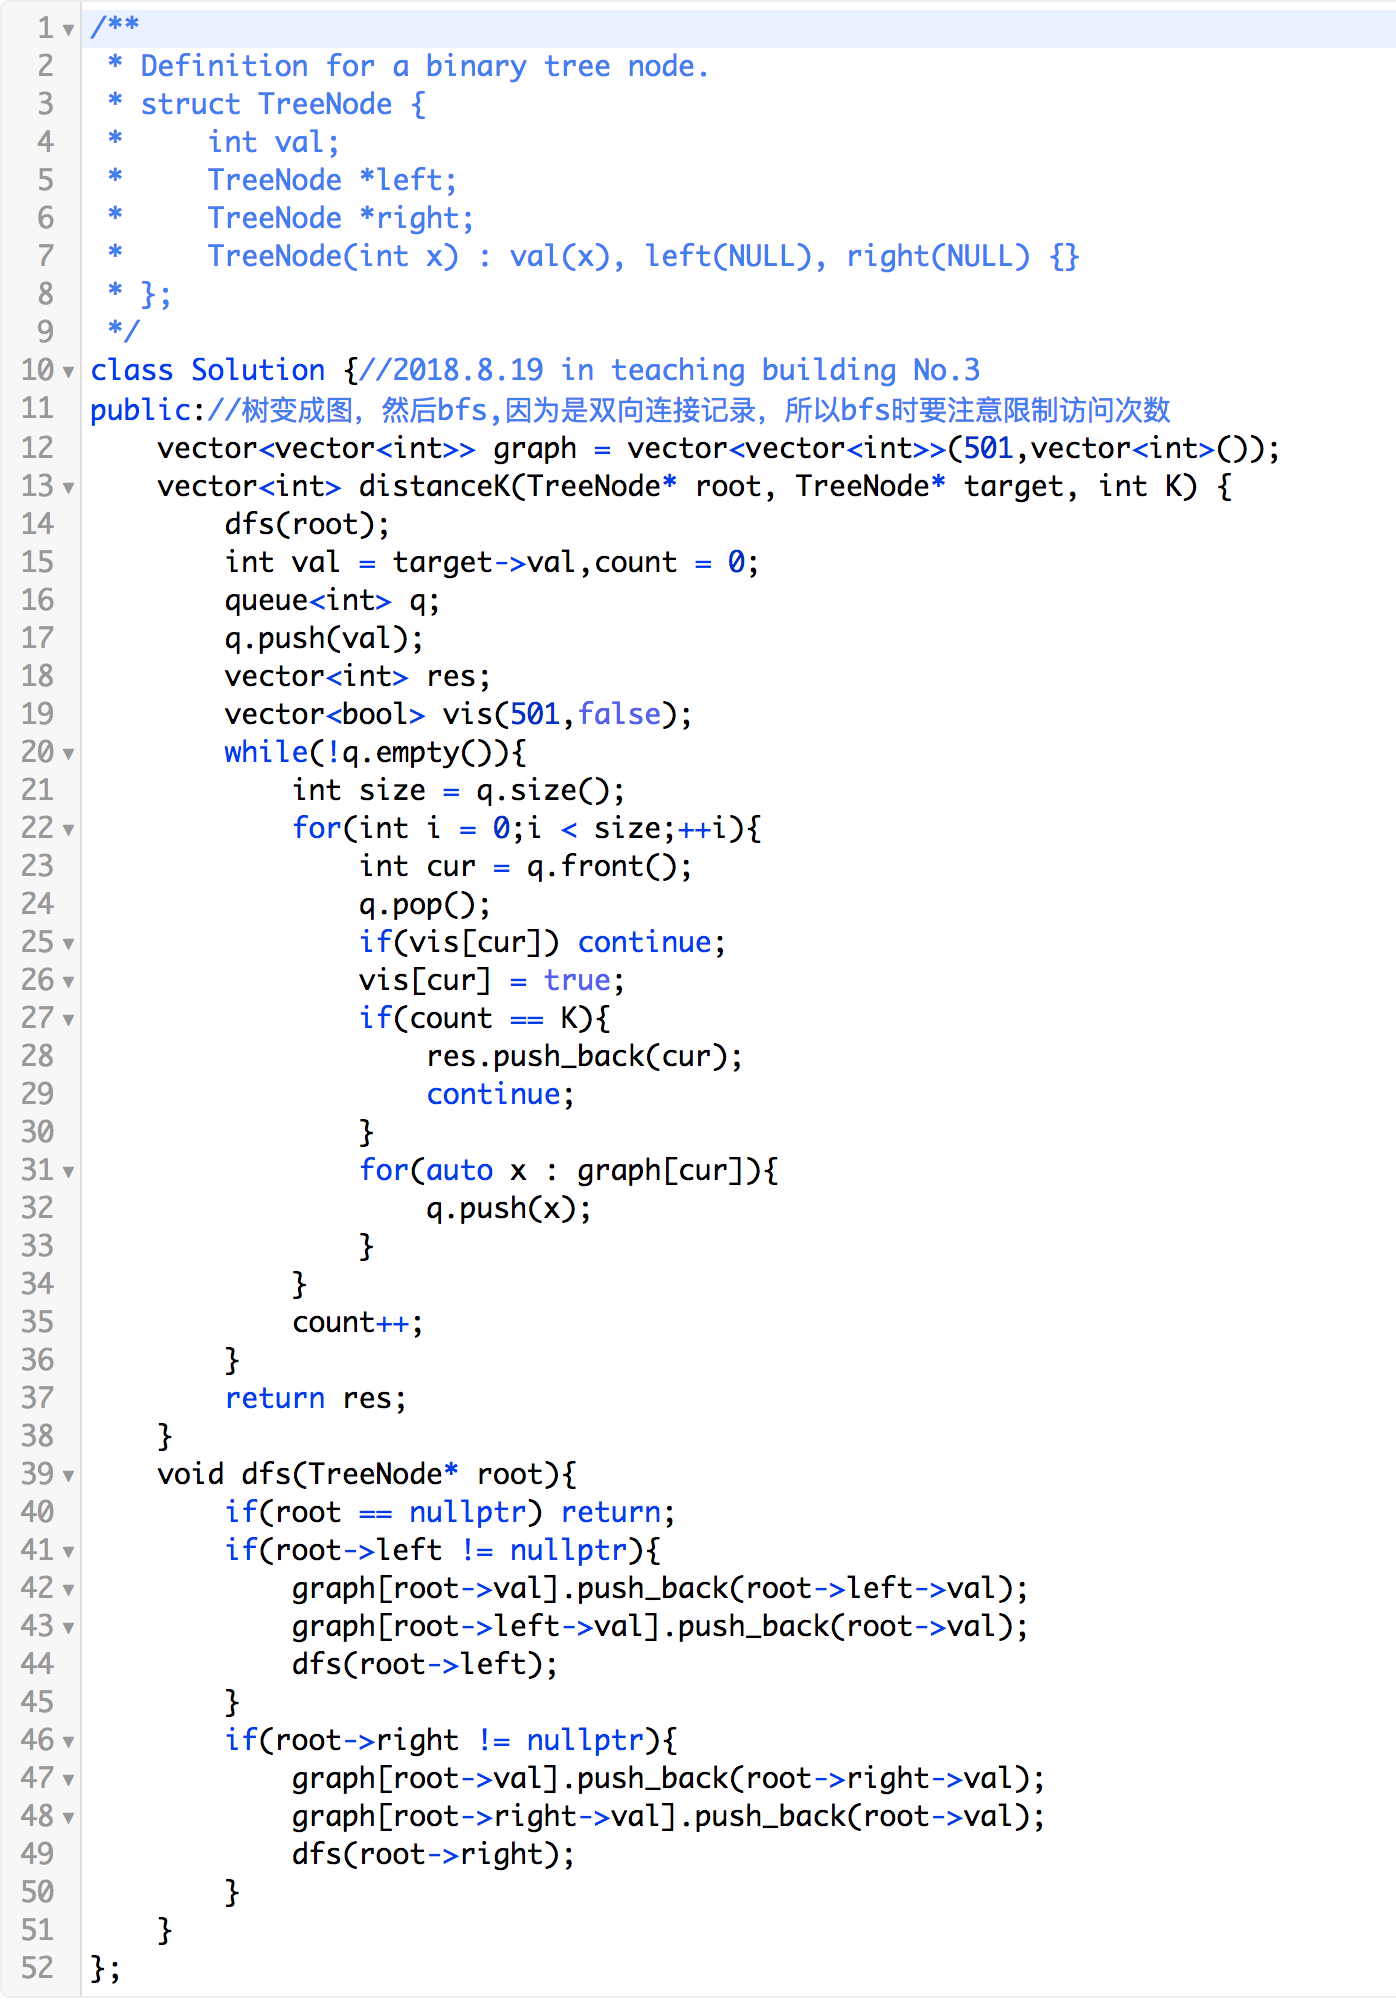 1 /**
2  * Definition for a binary tree node.
3  * struct TreeNode {
4  *     int val;
5  *     TreeNode *left;
6  *     TreeNode *right;
7  *     TreeNode(int x) : val(x), left(NULL), right(NULL) {}
8  * };
9  */
10 class Solution {//2018.8.19 in teaching building No.3
11 public://树变成图，然后bfs,因为是双向连接记录，所以bfs时要注意限制访问次数
12     vector<vector<int>> graph = vector<vector<int>>(501,vector<int>());
13     vector<int> distanceK(TreeNode* root, TreeNode* target, int K) {
14         dfs(root);
15         int val = target->val,count = 0;
16         queue<int> q;
17         q.push(val);
18         vector<int> res;
19         vector<bool> vis(501,false);
20         while(!q.empty()){
21             int size = q.size();
22             for(int i = 0;i < size;++i){
23                 int cur = q.front();
24                 q.pop();
25                 if(vis[cur]) continue;
26                 vis[cur] = true;
27                 if(count == K){
28                     res.push_back(cur);
29                     continue;
30                 }
31                 for(auto x : graph[cur]){
32                     q.push(x);
33                 }
34             }
35             count++;
36         }
37         return res;
38     }
39     void dfs(TreeNode* root){
40         if(root == nullptr) return;
41         if(root->left != nullptr){
42             graph[root->val].push_back(root->left->val);
43             graph[root->left->val].push_back(root->val);
44             dfs(root->left);
45         }
46         if(root->right != nullptr){
47             graph[root->val].push_back(root->right->val);
48             graph[root->right->val].push_back(root->val);
49             dfs(root->right);
50         }
51     }
52 };